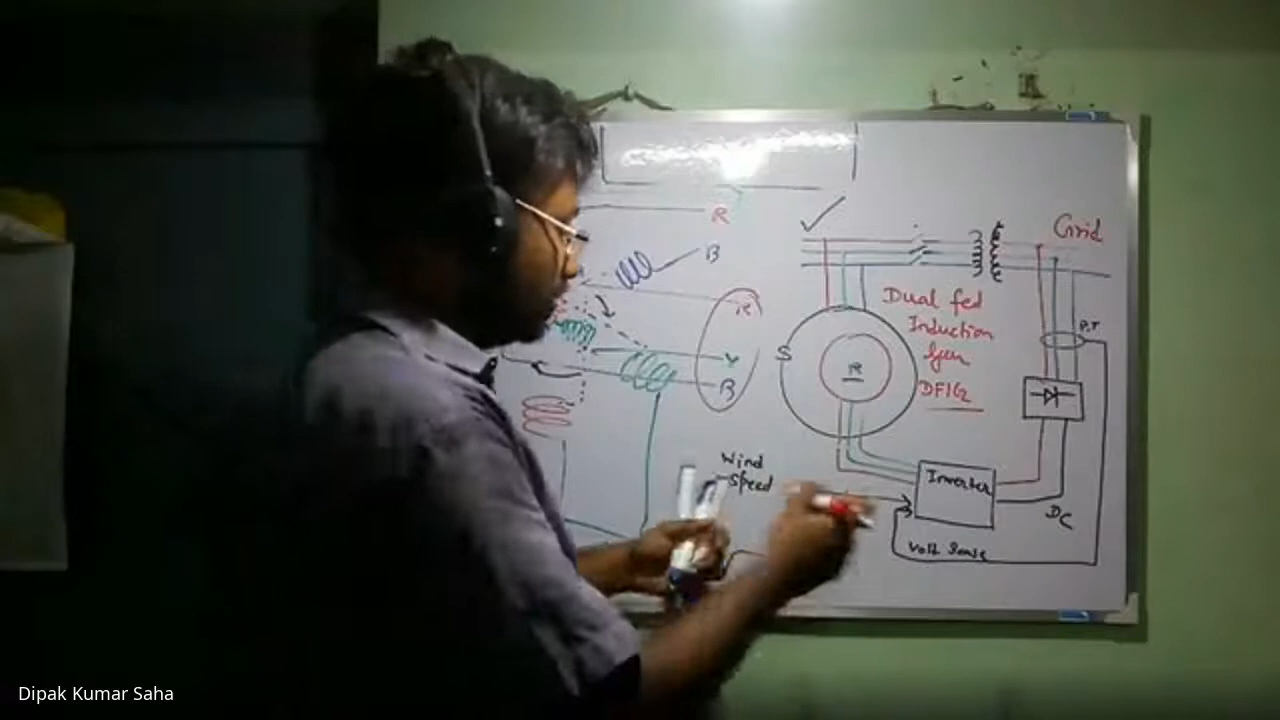 R
B
R
Y
B
Grid
Dual fed
Induction
Gen
DFIG
S
R
P.T
Wind
Speed
Inverter
DC
Volt Sense
Dipak Kumar Saha